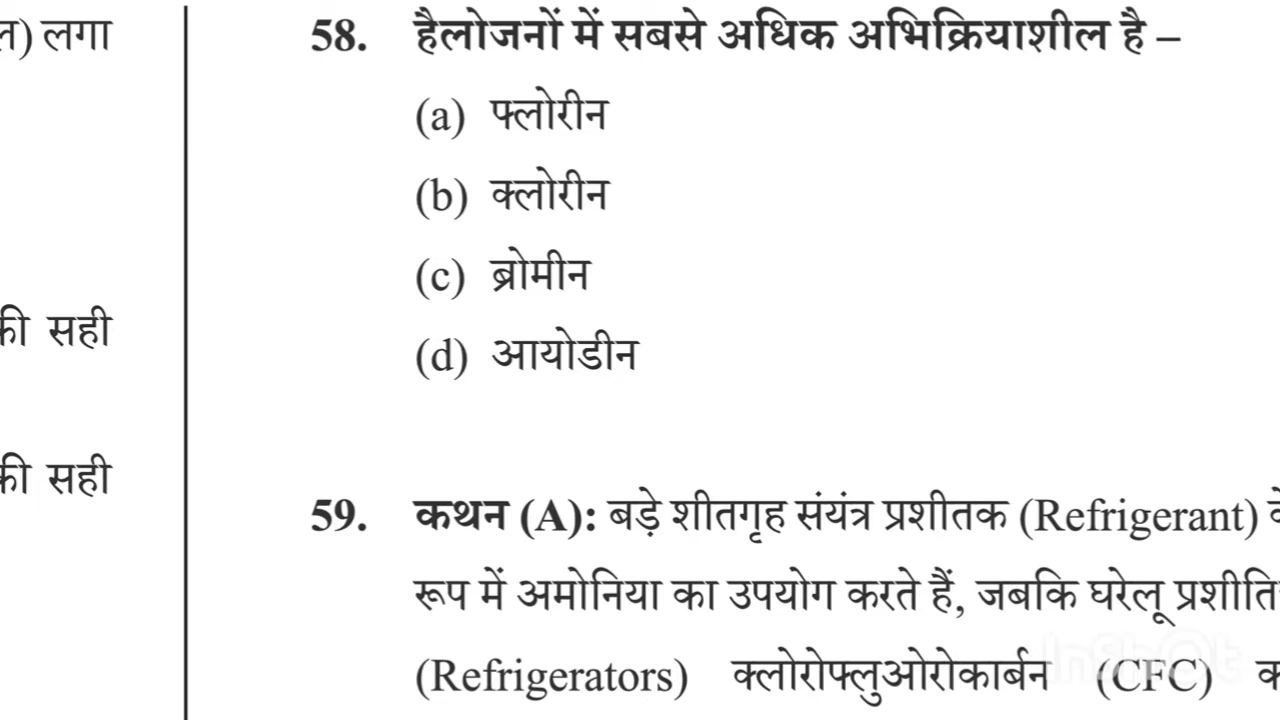 ल) लगा
की सही
की सही
58. हैलोजनों में सबसे अधिक अभिक्रियाशील है –
(a) फ्लोरीन
(b) क्लोरीन
(c) ब्रोमीन
(d) आयोडीन
59. कथन (A): बड़े शीतगृह संयंत्र प्रशीतक (Refrigerant)
रूप में अमोनिया का उपयोग करते हैं, जबकि घरेलू
(Refrigerators) क्लोरोफ्लुओरोकार्बन (CFC)
InShOt